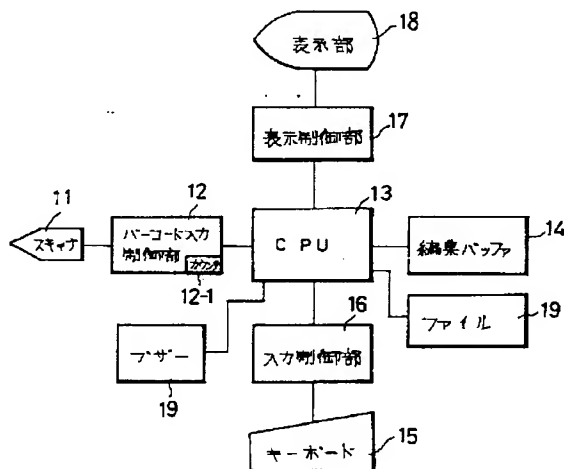 18
表示部
17
表示制御部
13
11
12
スキャナ
バーコード入力
制御部
カウンタ
12-1
CPU
14
編集バッファ
16
19
ファイル
ブザー
19
入力制御部
15
キーボード